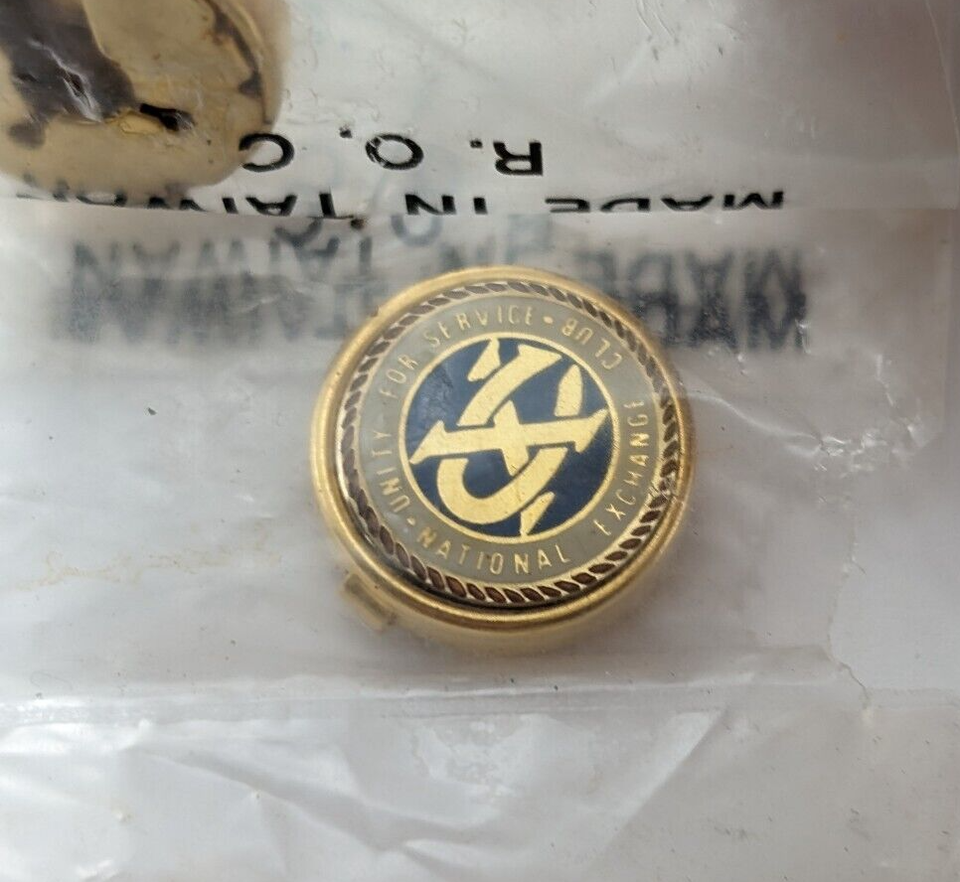 MADE IN TAIWAN
R. O. C
NATIONAL EXCHANGE CLUB • UNITY FOR SERVICE •